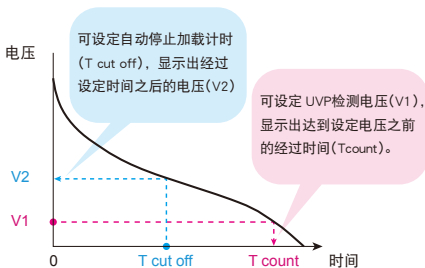 可设定自动停止加载计时
(T cut off)，显示出经过
设定时间之后的电压(V2)
电压
可设定 UVP检测电压(V1)，
显示出达到设定电压之前
的经过时间(Tcount)。
V2
V1
0
T cut off
T count
时间